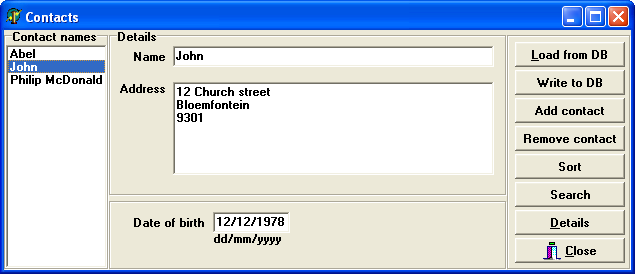 Contacts
Contact names
Abel
John
Philip McDonald
Details
Name
John
Address
12 Church street
Bloemfontein
9301
Date of birth
12/12/1978
dd/mm/yyyy
Load from DB
Write to DB
Add contact
Remove contact
Sort
Search
Details
Close